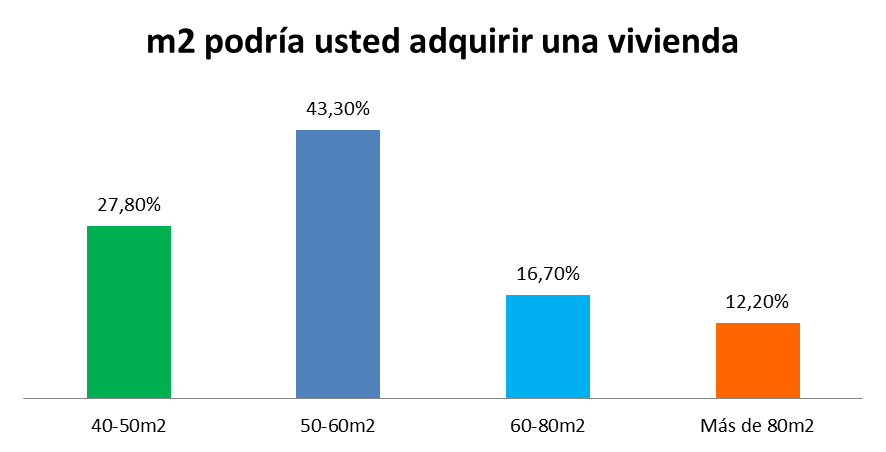 m2 podría usted adquirir una vivienda
43,30%
27,80%
16,70%
12,20%
40-50m2 50-60m2 60-80m2 Más de 80m2